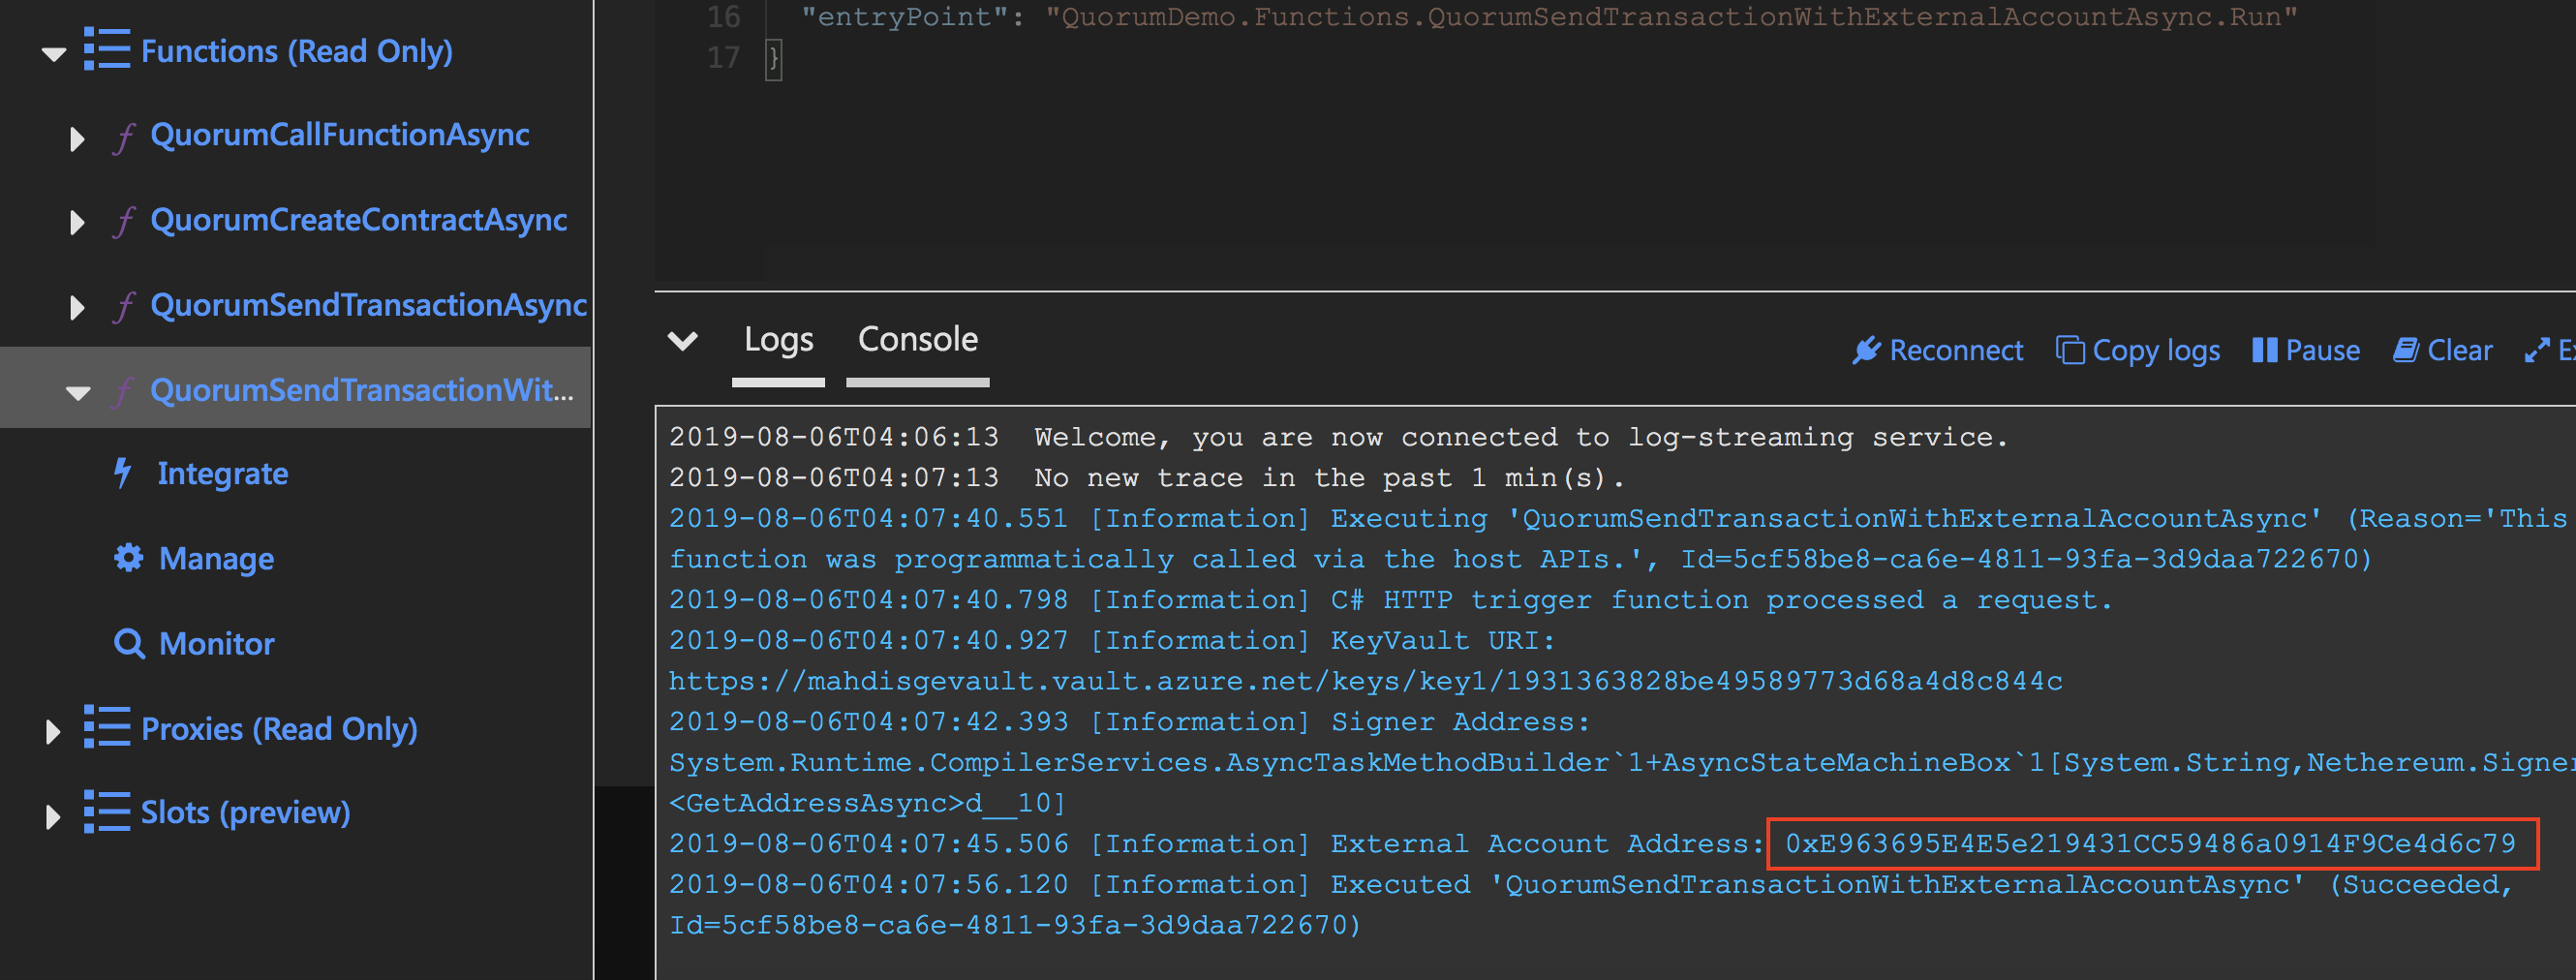 Functions (Read Only)
QuorumCallFunctionAsync
QuorumCreateContractAsync
QuorumSendTransactionAsync
QuorumSendTransactionWit...
Integrate
Manage
Monitor
Proxies (Read Only)
Slots (preview)
16 "entryPoint": "QuorumDemo.Functions.QuorumSendTransactionWithExternalAccountAsync.Run"
17 }
Logs Console Reconnect Copy logs Pause Clear
2019-08-06T04:06:13 Welcome, you are now connected to log-streaming service.
2019-08-06T04:07:13 No new trace in the past 1 min(s).
2019-08-06T04:07:40.551 [Information] Executing 'QuorumSendTransactionWithExternalAccountAsync' (Reason='This
function was programmatically called via the host APIs.', Id=5cf58be8-ca6e-4811-93fa-3d9daa722670)
2019-08-06T04:07:40.798 [Information] C# HTTP trigger function processed a request.
2019-08-06T04:07:40.927 [Information] KeyVault URI:
https://mahdisgevault.vault.azure.net/keys/key1/1931363828be49589773d68a4d8c844c
2019-08-06T04:07:42.393 [Information] Signer Address:
System.Runtime.CompilerServices.AsyncTaskMethodBuilder`1+AsyncStateMachineBox`1[System.String,Nethereum.Signer
<GetAddressAsync>d__10]
2019-08-06T04:07:45.506 [Information] External Account Address: 0xE963695E4E5e219431CC59486a0914F9Ce4d6c79
2019-08-06T04:07:56.120 [Information] Executed 'QuorumSendTransactionWithExternalAccountAsync' (Succeeded,
Id=5cf58be8-ca6e-4811-93fa-3d9daa722670)